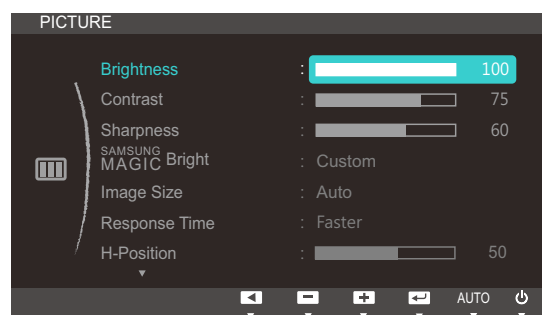 PICTURE
Brightness : 100
Contrast : 75
Sharpness : 60
SAMSUNG
MAGIC Bright : Custom
Image Size : Auto
Response Time : Faster
H-Position : 50
AUTO